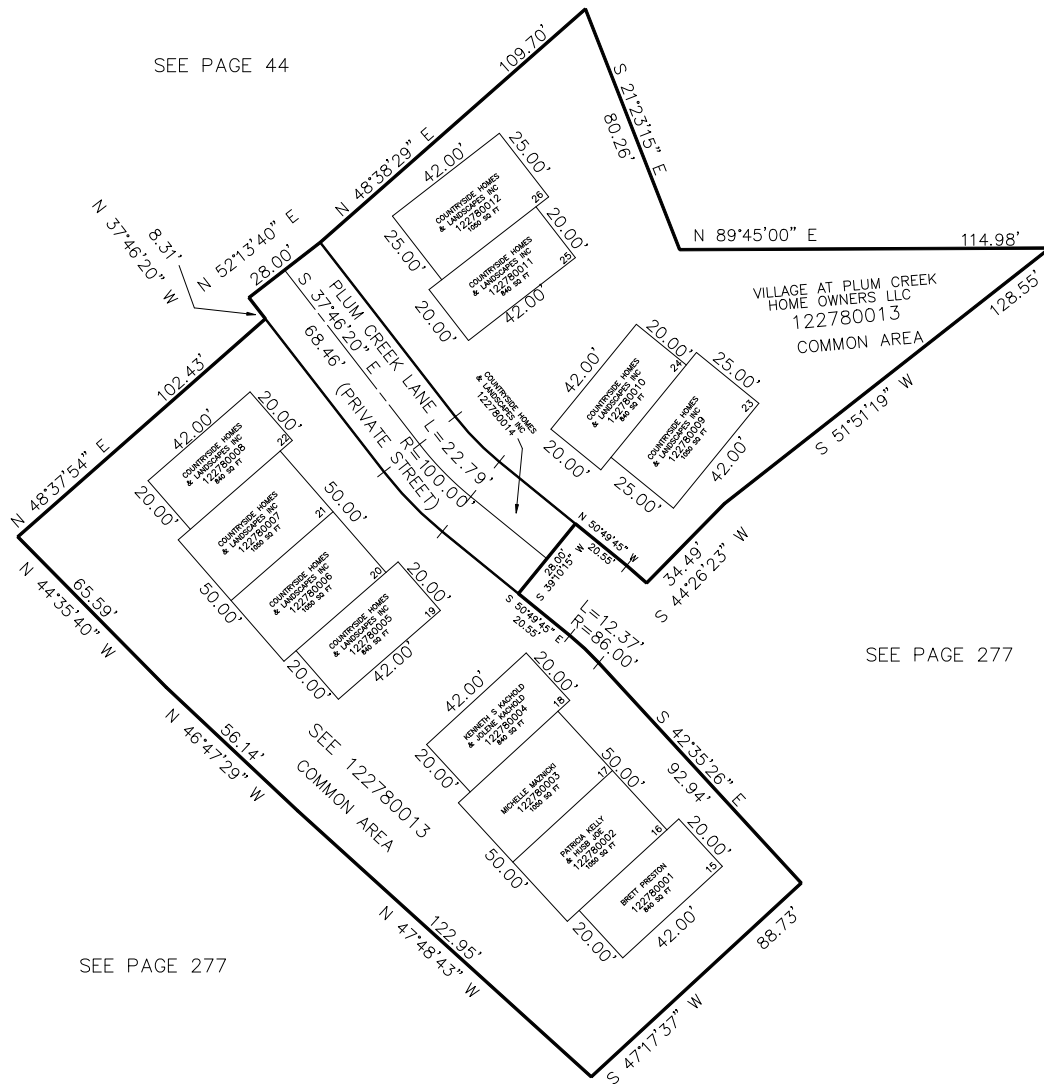 SEE PAGE 44
109.70'
N 48°38'29" E
S 21°23'15" E
80.26'
N 89°45'00" E
114.98'
VILLAGE AT PLUM CREEK
HOME OWNERS LLC
122780013
COMMON AREA
128.55'
S 51°51'19" W
N 37°46'20" W
8.31'
N 52°13'40" E
28.00'
S 37°46'20" E
68.46'
PLUM CREEK LANE
(PRIVATE STREET)
L=22.79'
R=100.00'
42.00'
25.00'
COUNTRYSIDE HOMES
& LANDSCAPES INC
122780012
1050 SQ FT
26
25.00'
20.00'
COUNTRYSIDE HOMES
& LANDSCAPES INC
122780011
840 SQ FT
25
20.00'
42.00'
COUNTRYSIDE HOMES
& LANDSCAPES INC
122780014
20.00'
42.00'
COUNTRYSIDE HOMES
& LANDSCAPES INC
122780010
840 SQ FT
24
20.00'
25.00'
COUNTRYSIDE HOMES
& LANDSCAPES INC
122780009
1050 SQ FT
23
25.00'
42.00'
N 50°49'45" W
20.55'
34.49'
S 44°26'23" W
28.00'
S 39°10'15" W
S 50°49'45" E
20.55'
L=12.37'
R=86.00'
SEE PAGE 277
102.43'
N 48°37'54" E
42.00'
20.00'
COUNTRYSIDE HOMES
& LANDSCAPES INC
122780008
840 SQ FT
22
20.00'
50.00'
COUNTRYSIDE HOMES
& LANDSCAPES INC
122780007
1050 SQ FT
21
COUNTRYSIDE HOMES
& LANDSCAPES INC
122780006
1050 SQ FT
20
50.00'
20.00'
COUNTRYSIDE HOMES
& LANDSCAPES INC
122780005
840 SQ FT
19
20.00'
42.00'
65.59'
N 44°35'40" W
56.14'
N 46°47'29" W
SEE 122780013
COMMON AREA
42.00'
20.00'
KENNETH S KACHOLD
& JOLENE KACHOLD
122780004
840 SQ FT
18
20.00'
50.00'
MICHELLE MAZNICKI
122780003
1050 SQ FT
17
PATRICIA KELLY
& HUSB JOE
122780002
1050 SQ FT
16
50.00'
20.00'
BRETT PRESTON
122780001
840 SQ FT
15
20.00'
42.00'
S 42°35'26" E
92.94'
88.73'
S 47°17'37" W
122.95'
N 47°48'43" W
SEE PAGE 277